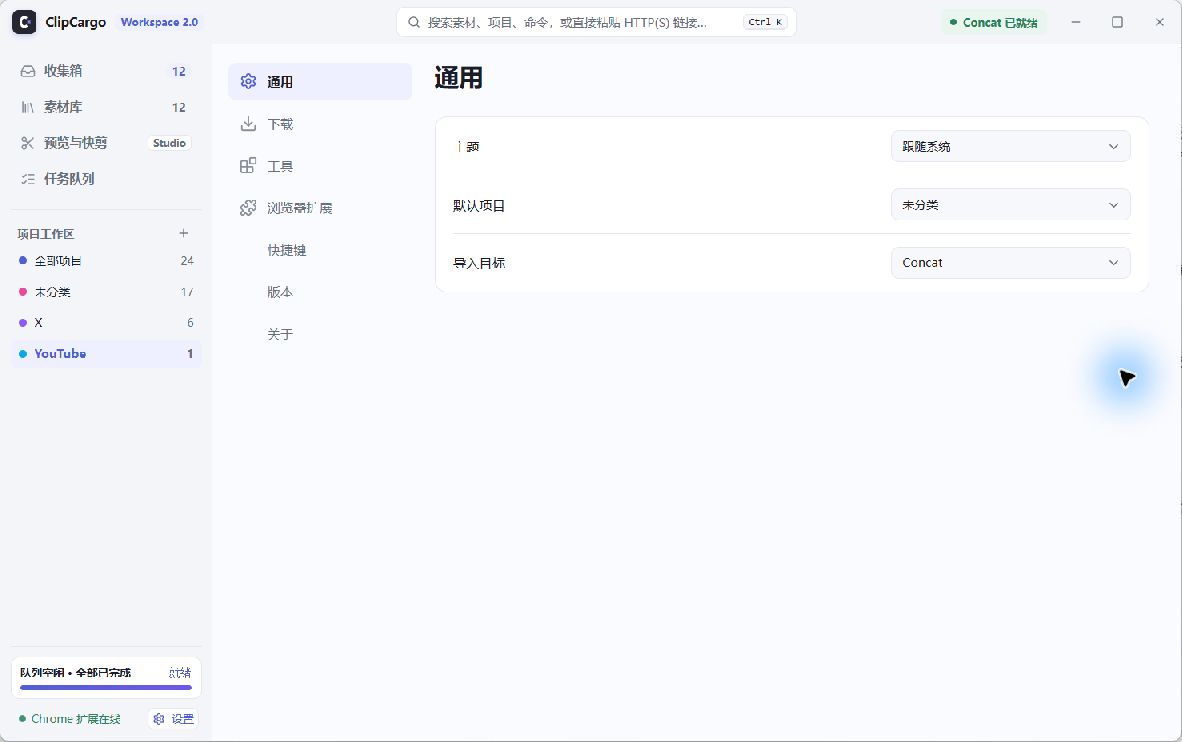 ClipCargo Workspace 2.0
搜索素材、项目、命令，或直接粘贴 HTTP(S) 链接... Ctrl K
Concat 已就绪
收集箱 12
素材库 12
预览与快剪 Studio
任务队列
项目工作区
全部项目 24
未分类 17
X 6
YouTube 1
队列空闲 • 全部已完成 就绪
Chrome 扩展在线 设置
通用
下载
工具
浏览器扩展
快捷键
版本
关于
通用
主题 跟随系统
默认项目 未分类
导入目标 Concat